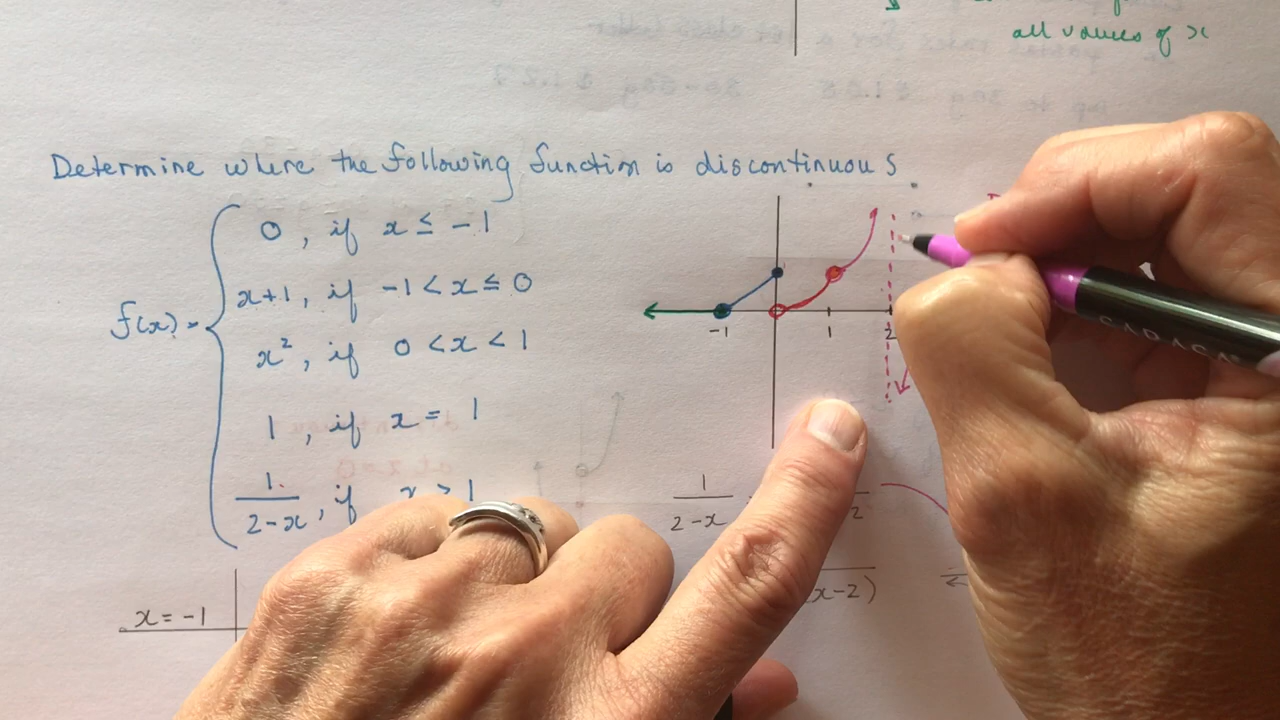 all values of x
Determine where the following function is discontinuous
f(x) =
0, if x ≤ -1
x+1, if -1 < x ≤ 0
x², if 0 < x < 1
1, if x = 1
1/2-x, if x > 1
-1 1 2
1/2-x
x-2)
x = -1